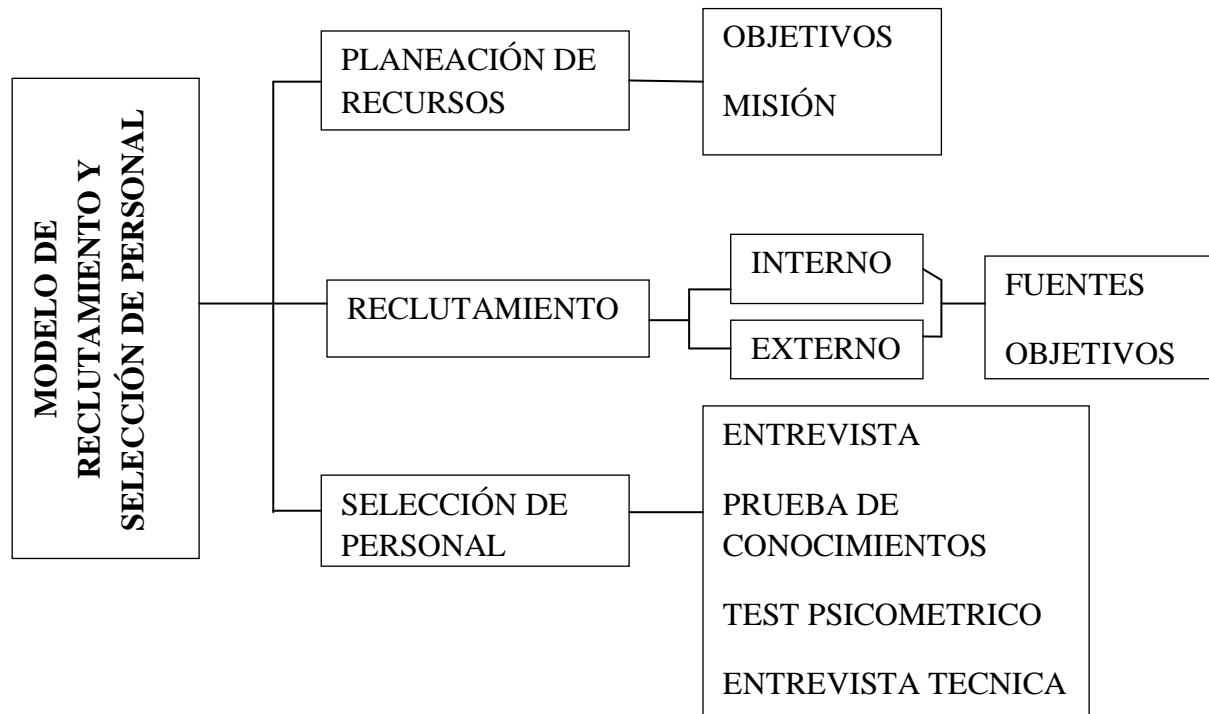 MODELO DE
RECLUTAMIENTO Y
SELECCIÓN DE PERSONAL
PLANEACIÓN DE
RECURSOS
OBJETIVOS
MISIÓN
RECLUTAMIENTO
INTERNO
EXTERNO
FUENTES
OBJETIVOS
SELECCIÓN DE
PERSONAL
ENTREVISTA
PRUEBA DE
CONOCIMIENTOS
TEST PSICOMETRICO
ENTREVISTA TECNICA